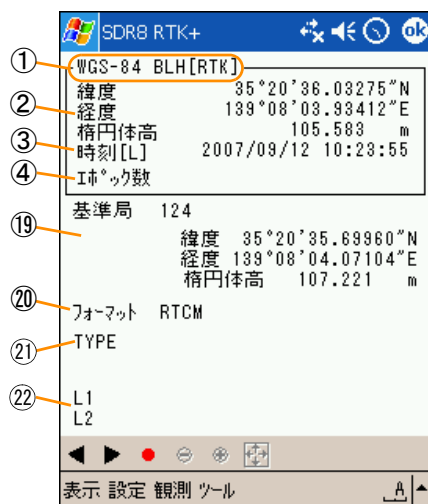 SDR8 RTK+ ok
① WGS-84 BLH[RTK]
緯度 35°20'36.03275"N
② 経度 139°08'03.93412"E
楕円体高 105.583 m
③ 時刻[L] 2007/09/12 10:23:55
④ ｴﾎﾟｯｸ数
⑲ 基準局 124
緯度 35°20'35.69960"N
経度 139°08'04.07104"E
楕円体高 107.221 m
⑳ ﾌｫｰﾏｯﾄ RTCM
㉑ TYPE
㉒ L1
L2
表示 設定 観測 ﾂｰﾙ A